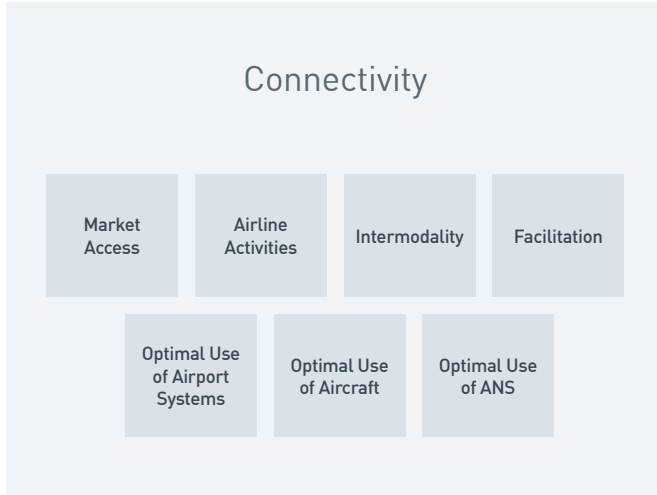 Connectivity
Market
Access
Airline
Activities
Intermodality
Facilitation
Optimal Use
of Airport
Systems
Optimal Use
of Aircraft
Optimal Use
of ANS